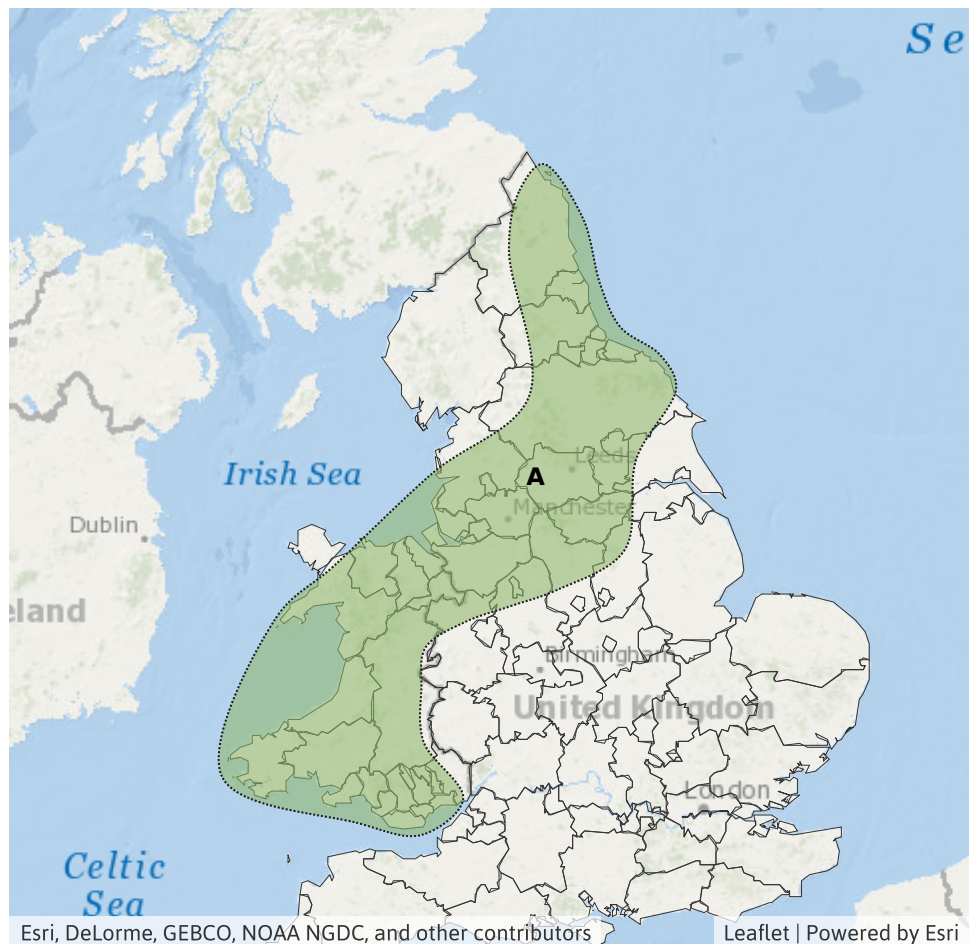 Se
Irish Sea
A
Leeds
Manchester
Dublin
eland
Birmingham
United Kingdom
London
Celtic
Sea
Esri, DeLorme, GEBCO, NOAA NGDC, and other contributors
Leaflet | Powered by Esri